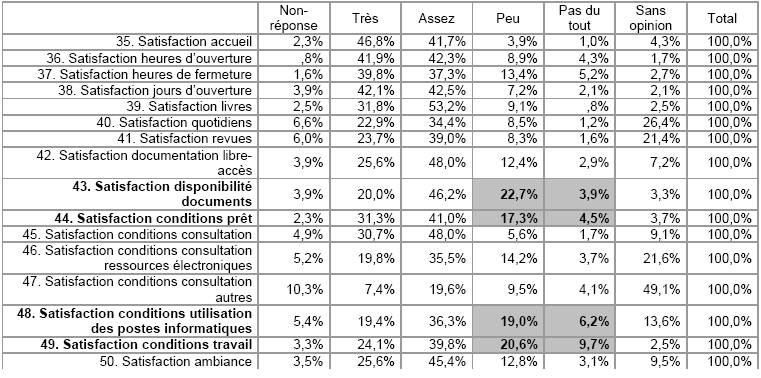 Non-réponse Très Assez Peu Pas du tout Sans opinion Total
35. Satisfaction accueil 2,3% 46,8% 41,7% 3,9% 1,0% 4,3% 100,0%
36. Satisfaction heures d'ouverture ,8% 41,9% 42,3% 8,9% 4,3% 1,7% 100,0%
37. Satisfaction heures de fermeture 1,6% 39,8% 37,3% 13,4% 5,2% 2,7% 100,0%
38. Satisfaction jours d'ouverture 3,9% 42,1% 42,5% 7,2% 2,1% 2,1% 100,0%
39. Satisfaction livres 2,5% 31,8% 53,2% 9,1% ,8% 2,5% 100,0%
40. Satisfaction quotidiens 6,6% 22,9% 34,4% 8,5% 1,2% 26,4% 100,0%
41. Satisfaction revues 6,0% 23,7% 39,0% 8,3% 1,6% 21,4% 100,0%
42. Satisfaction documentation libre-
accès 3,9% 25,6% 48,0% 12,4% 2,9% 7,2% 100,0%
43. Satisfaction disponibilité
documents 3,9% 20,0% 46,2% 22,7% 3,9% 3,3% 100,0%
44. Satisfaction conditions prêt 2,3% 31,3% 41,0% 17,3% 4,5% 3,7% 100,0%
45. Satisfaction conditions consultation 4,9% 30,7% 48,0% 5,6% 1,7% 9,1% 100,0%
46. Satisfaction conditions consultation
ressources électroniques 5,2% 19,8% 35,5% 14,2% 3,7% 21,6% 100,0%
47. Satisfaction conditions consultation
autres 10,3% 7,4% 19,6% 9,5% 4,1% 49,1% 100,0%
48. Satisfaction conditions utilisation
des postes informatiques 5,4% 19,4% 36,3% 19,0% 6,2% 13,6% 100,0%
49. Satisfaction conditions travail 3,3% 24,1% 39,8% 20,6% 9,7% 2,5% 100,0%
50. Satisfaction ambiance 3,5% 25,6% 45,4% 12,8% 3,1% 9,5% 100,0%